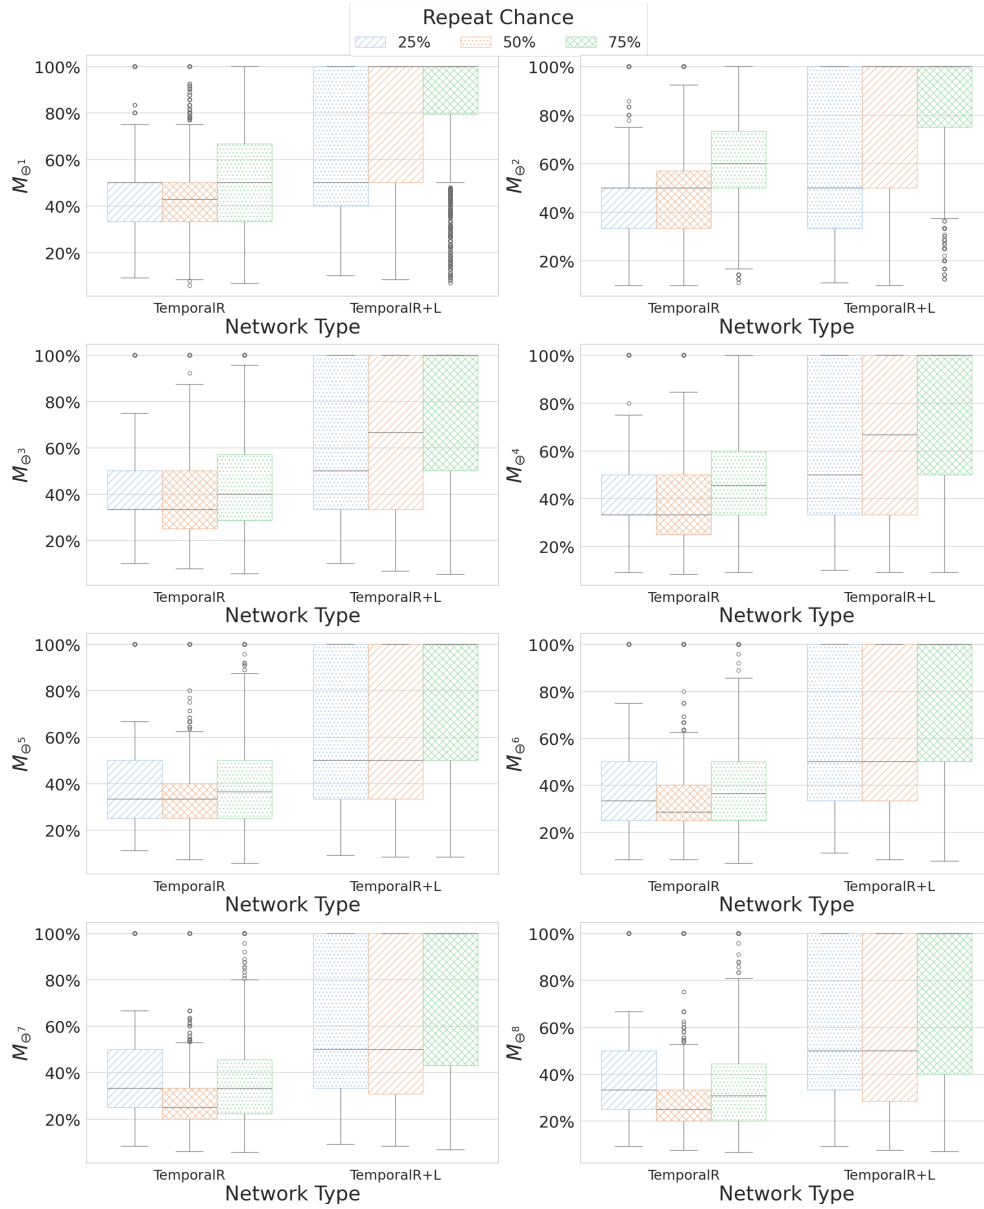 Repeat Chance
25% 50% 75%
100% 100%
80% 80%
60% 60%
40% 40%
20% 20%
M⊖1 M⊖2
TemporalR TemporalR+L TemporalR TemporalR+L
Network Type Network Type
100% 100%
80% 80%
60% 60%
40% 40%
20% 20%
M⊖3 M⊖4
TemporalR TemporalR+L TemporalR TemporalR+L
Network Type Network Type
100% 100%
80% 80%
60% 60%
40% 40%
20% 20%
M⊖5 M⊖6
TemporalR TemporalR+L TemporalR TemporalR+L
Network Type Network Type
100% 100%
80% 80%
60% 60%
40% 40%
20% 20%
M⊖7 M⊖8
TemporalR TemporalR+L TemporalR TemporalR+L
Network Type Network Type